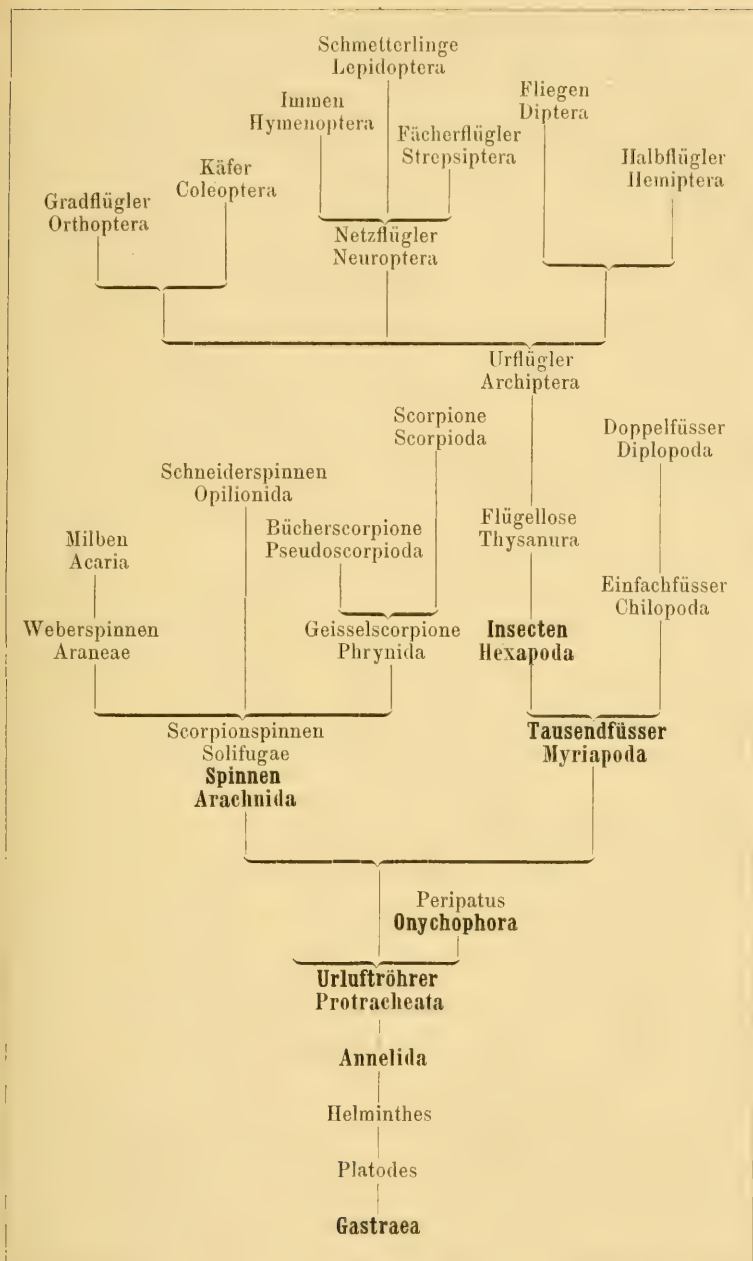 Schmetterlinge
Lepidoptera
Immen
Hymenoptera
Fliegen
Diptera
Fächerflügler
Strepsiptera
Halbflügler
Hemiptera
Käfer
Coleoptera
Gradflügler
Orthoptera
Netzflügler
Neuroptera
Urflügler
Archiptera
Scorpione
Scorpioda
Doppelfüsser
Diplopoda
Schneiderspinnen
Opilionida
Flügellose
Thysanura
Bücherscorpione
Pseudoscorpioda
Milben
Acaria
Einfachfüsser
Chilopoda
Weberspinnen
Araneae
Geisselscorpione
Phrynida
Insecten
Hexapoda
Scorpionspinnen
Solifugae
Spinnen
Arachnida
Tausendfüsser
Myriapoda
Peripatus
Onychophora
Urluftröhrer
Protracheata
Annelida
Helminthes
Platodes
Gastraea